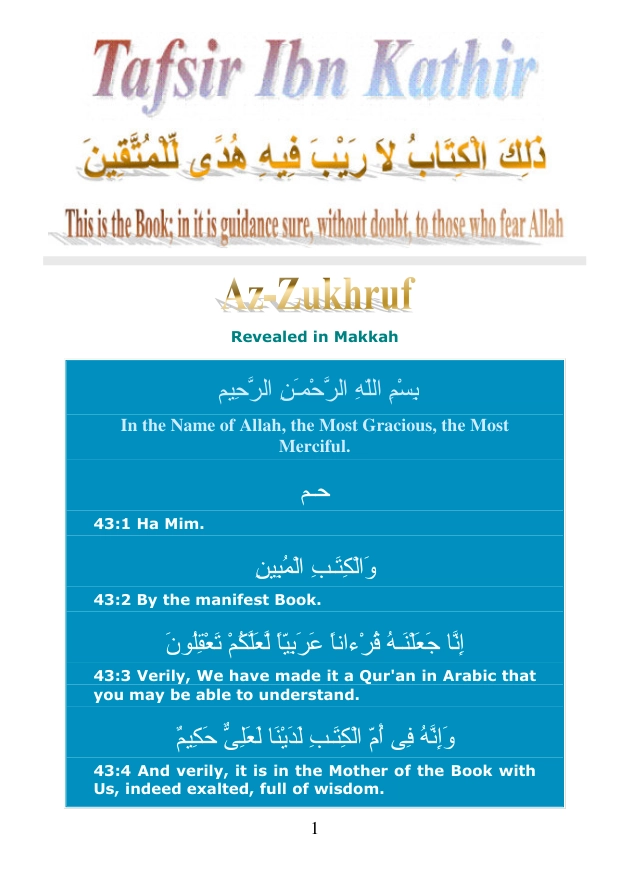 Tafsir Ibn Kathir
ذَلِكَ الْكِتَابُ لاَ رَيْبَ فِيهِ هُدًى لِّلْمُتَّقِينَ
This is the Book; in it is guidance sure, without doubt, to those who fear Allah
Az-Zukhruf
Revealed in Makkah
بِسْمِ اللَّهِ الرَّحْمـَنِ الرَّحِيمِ
In the Name of Allah, the Most Gracious, the Most
Merciful.
حـم
43:1 Ha Mim.
وَالْكِتَـبِ الْمُبِينِ
43:2 By the manifest Book.
إِنَّا جَعَلْنَـهُ قُرْءاناً عَرَبِيّاً لَّعَلَّكُمْ تَعْقِلُونَ
43:3 Verily, We have made it a Qur'an in Arabic that
you may be able to understand.
وَإِنَّهُ فِى أُمِّ الْكِتَـبِ لَدَيْنَا لَعَلِىٌّ حَكِيمٌ
43:4 And verily, it is in the Mother of the Book with
Us, indeed exalted, full of wisdom.
1